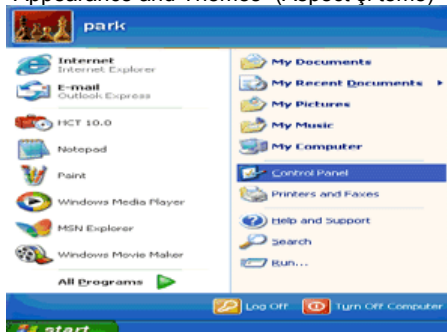 "Appearance and Themes" (Aspect și teme)
park
Internet
Internet Explorer
E-mail
Outlook Express
HCT 10.0
Notepad
Paint
Windows Media Player
MSN Explorer
Windows Movie Maker
All Programs
My Documents
My Recent Documents
My Pictures
My Music
My Computer
Control Panel
Printers and Faxes
Help and Support
Search
Run...
Log Off
Turn Off Computer
start